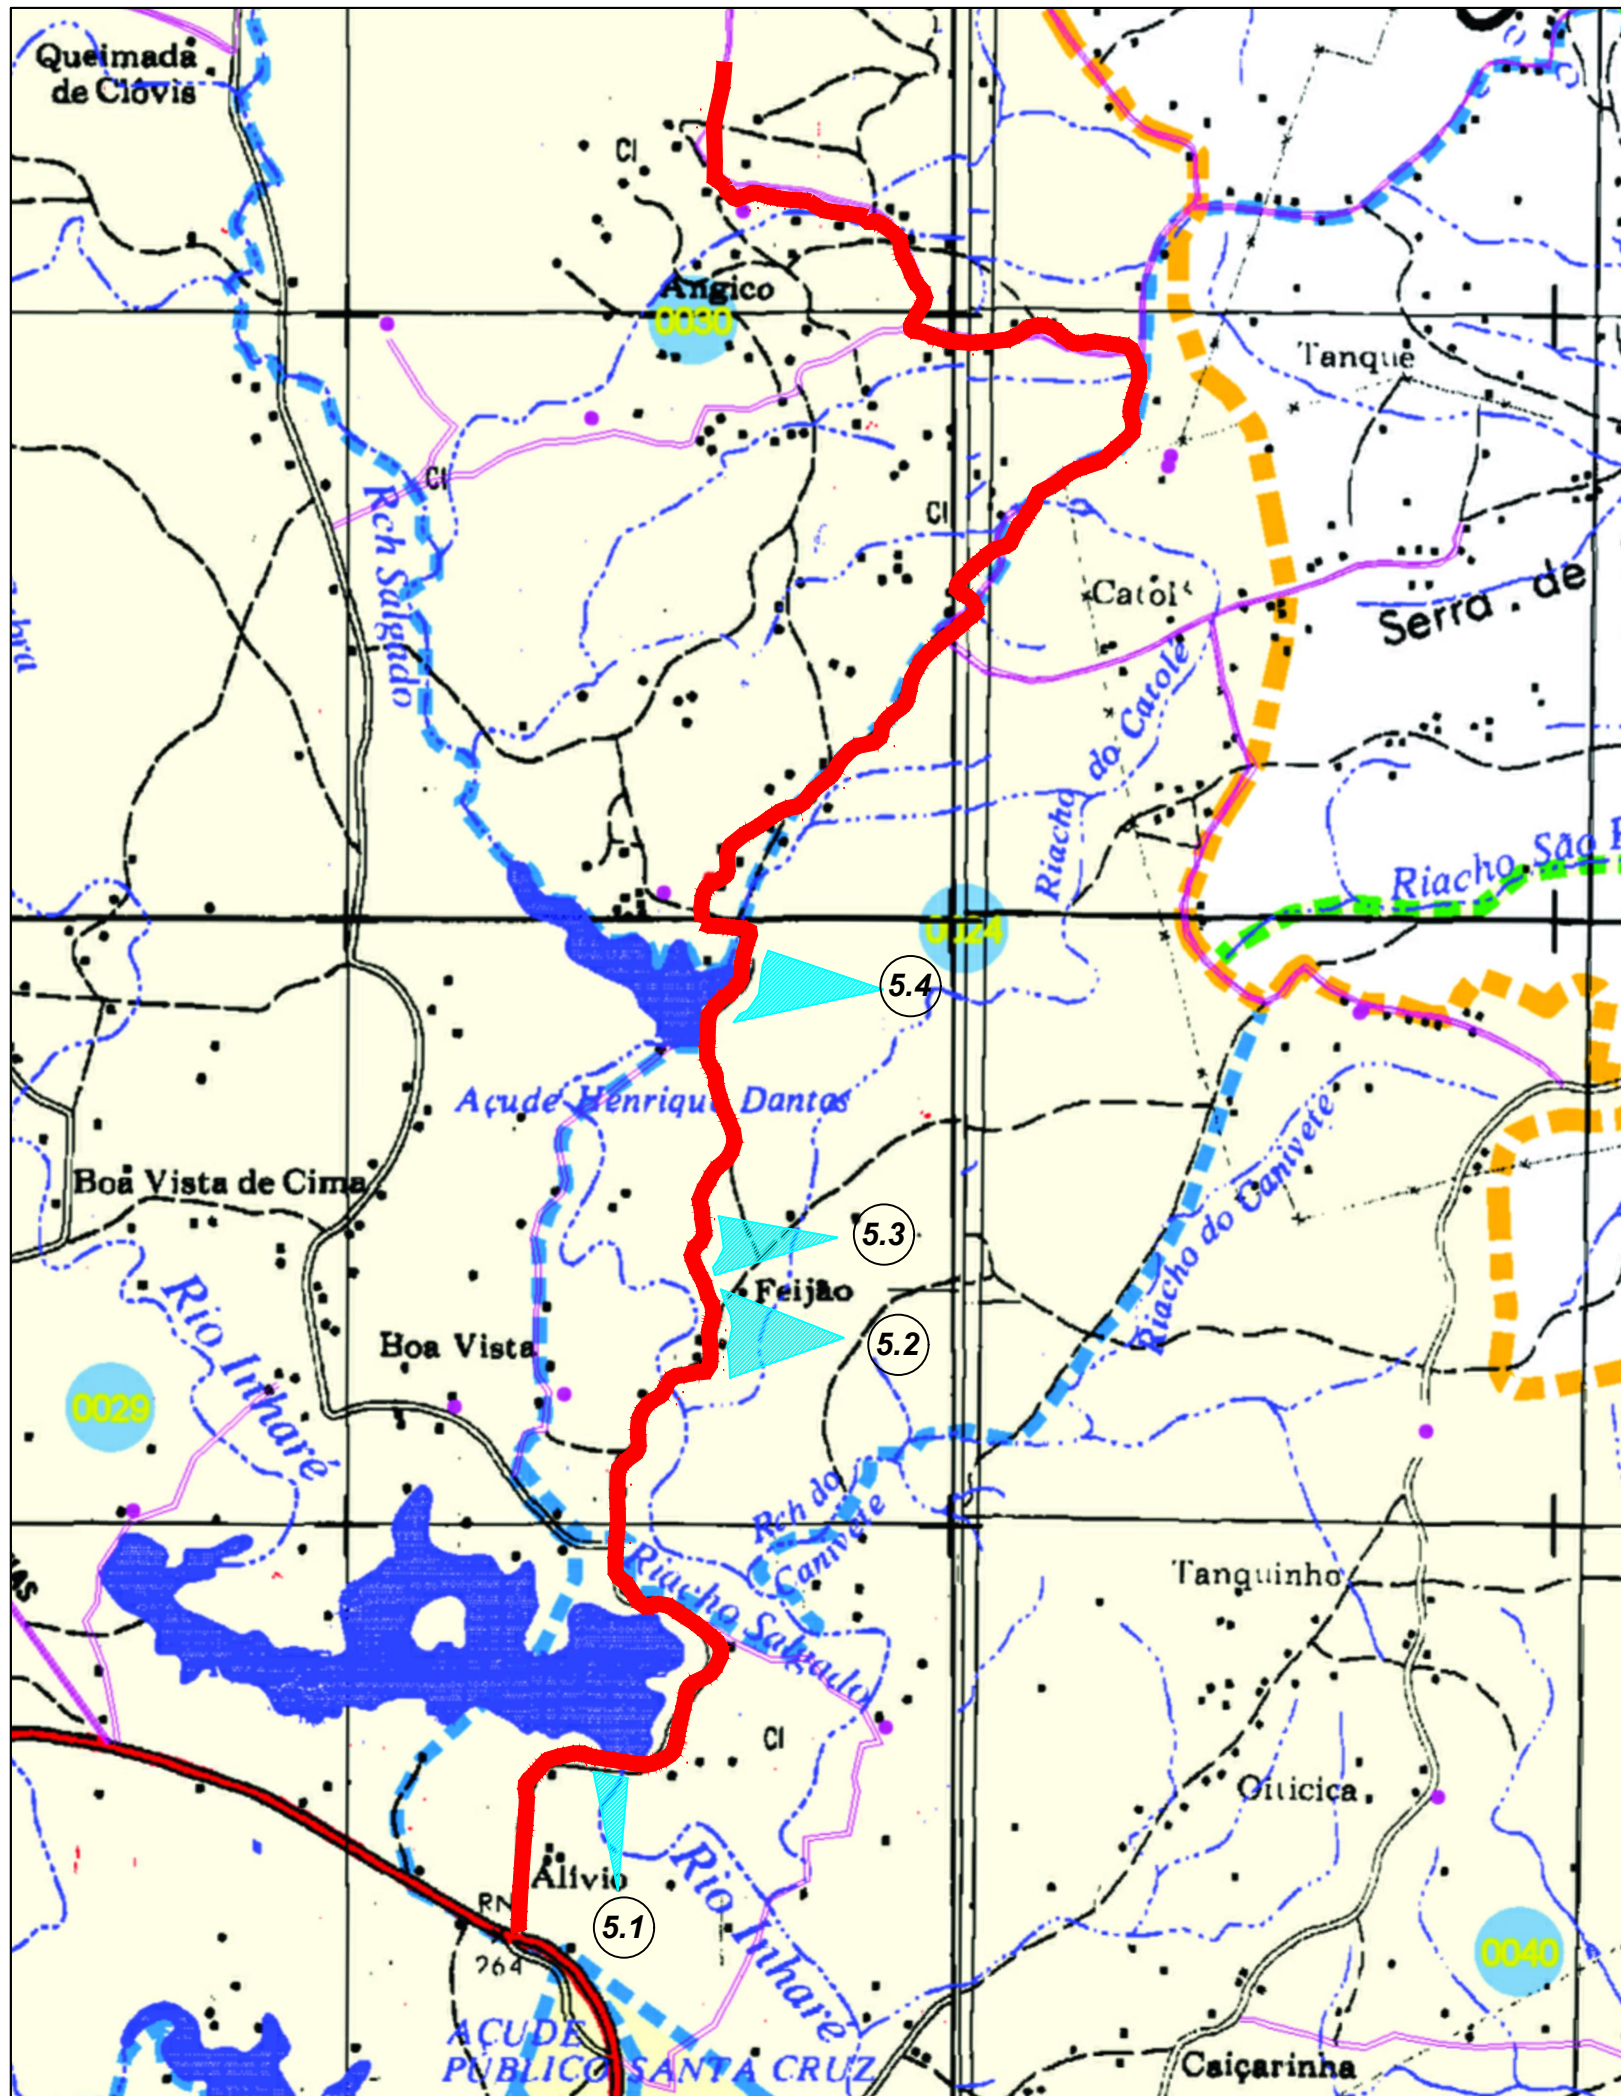 Queimada
de Clóvis
CI
Angico
0030
Tanque
CI
Rch Salgado
CI
Catolé
Serra de
do Catolé
Riacho
Riacho São
0024
5.4
Açude Henrique Dantas
Boa Vista de Cima
Riacho do Canivete
5.3
Feijão
Rio Inharé
Boa Vista
5.2
0029
Rch do
Canivete
Riacho Salgado
Tanquinho
CI
Oiticica
Alívio
RN
264
5.1
Rio Inharé
0040
AÇUDE
PÚBLICO SANTA CRUZ
Caiçarinha